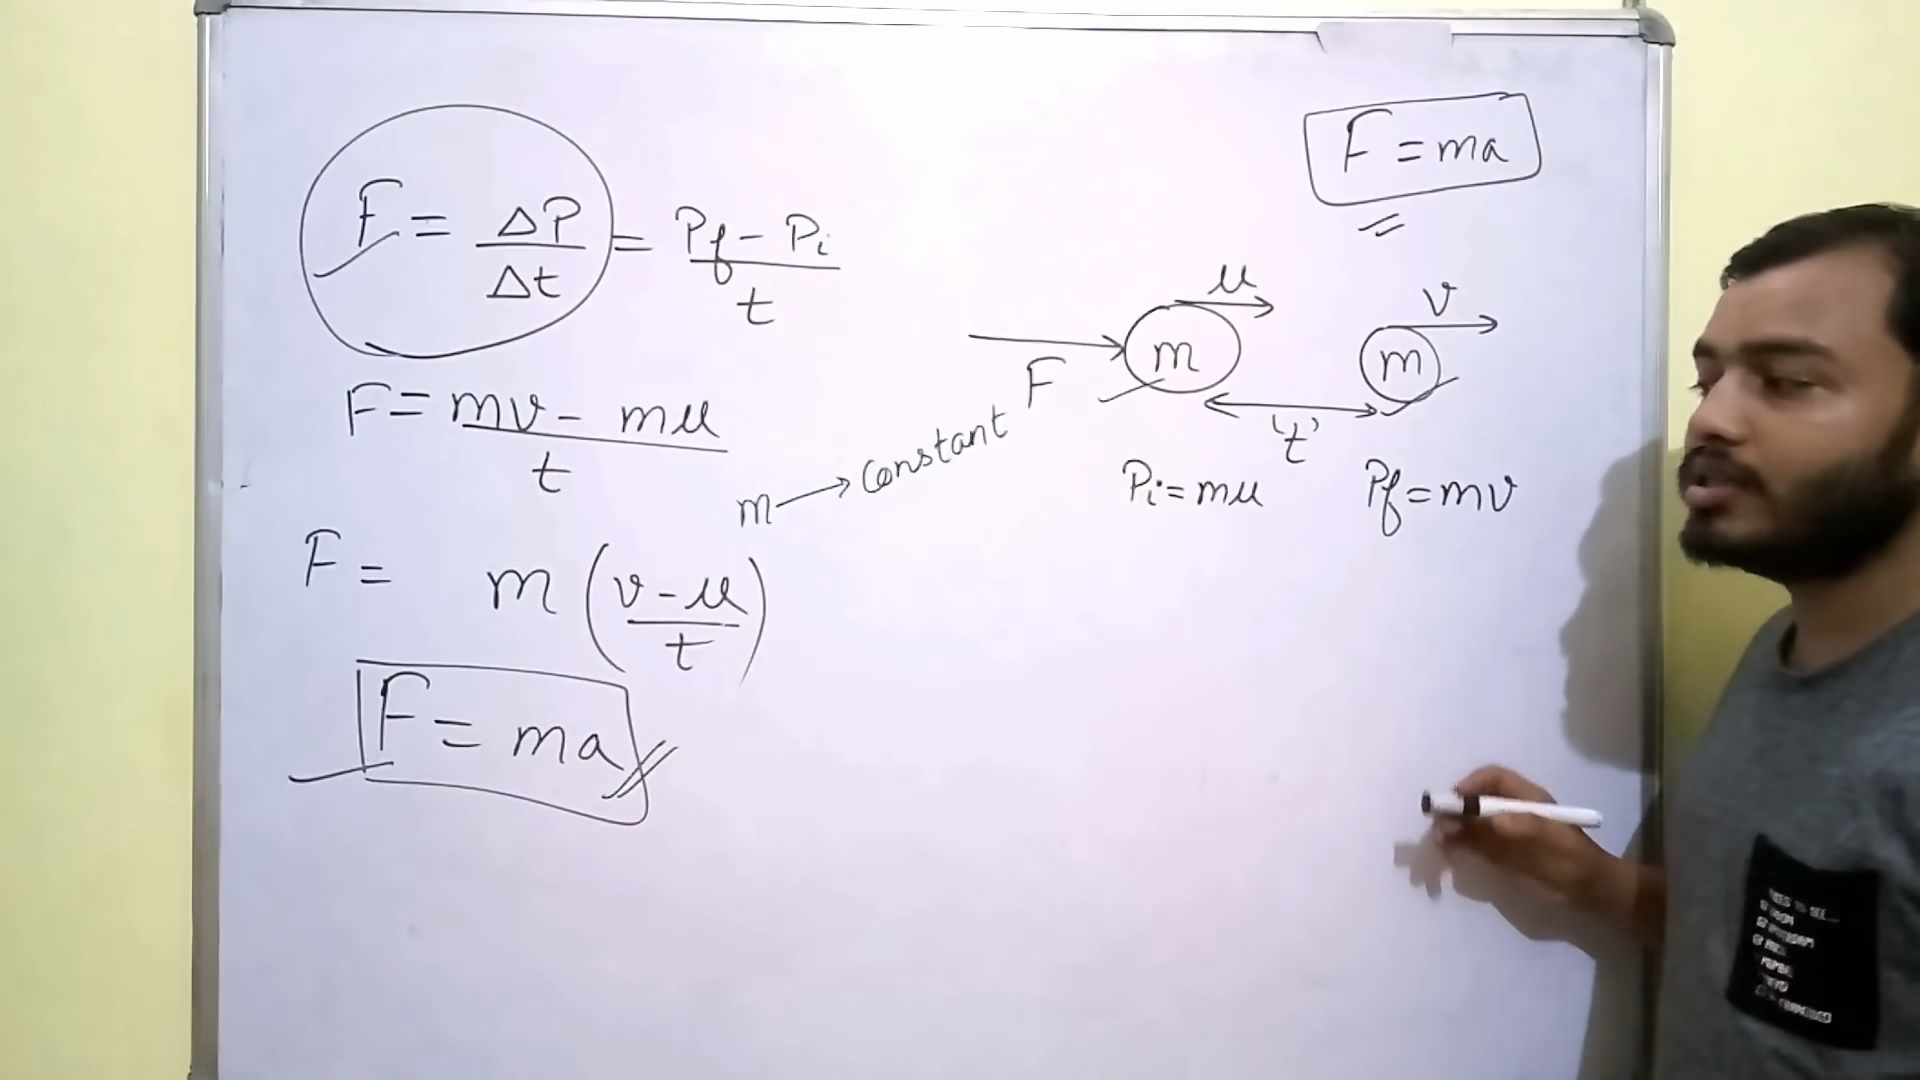 F = ΔP/Δt = (Pf - Pi)/t
F = (mv - mu)/t
m → Constant
F = m ((v - u)/t)
F = ma
F = ma
u
v
m
m
F
't'
Pi = mu
Pf = mv